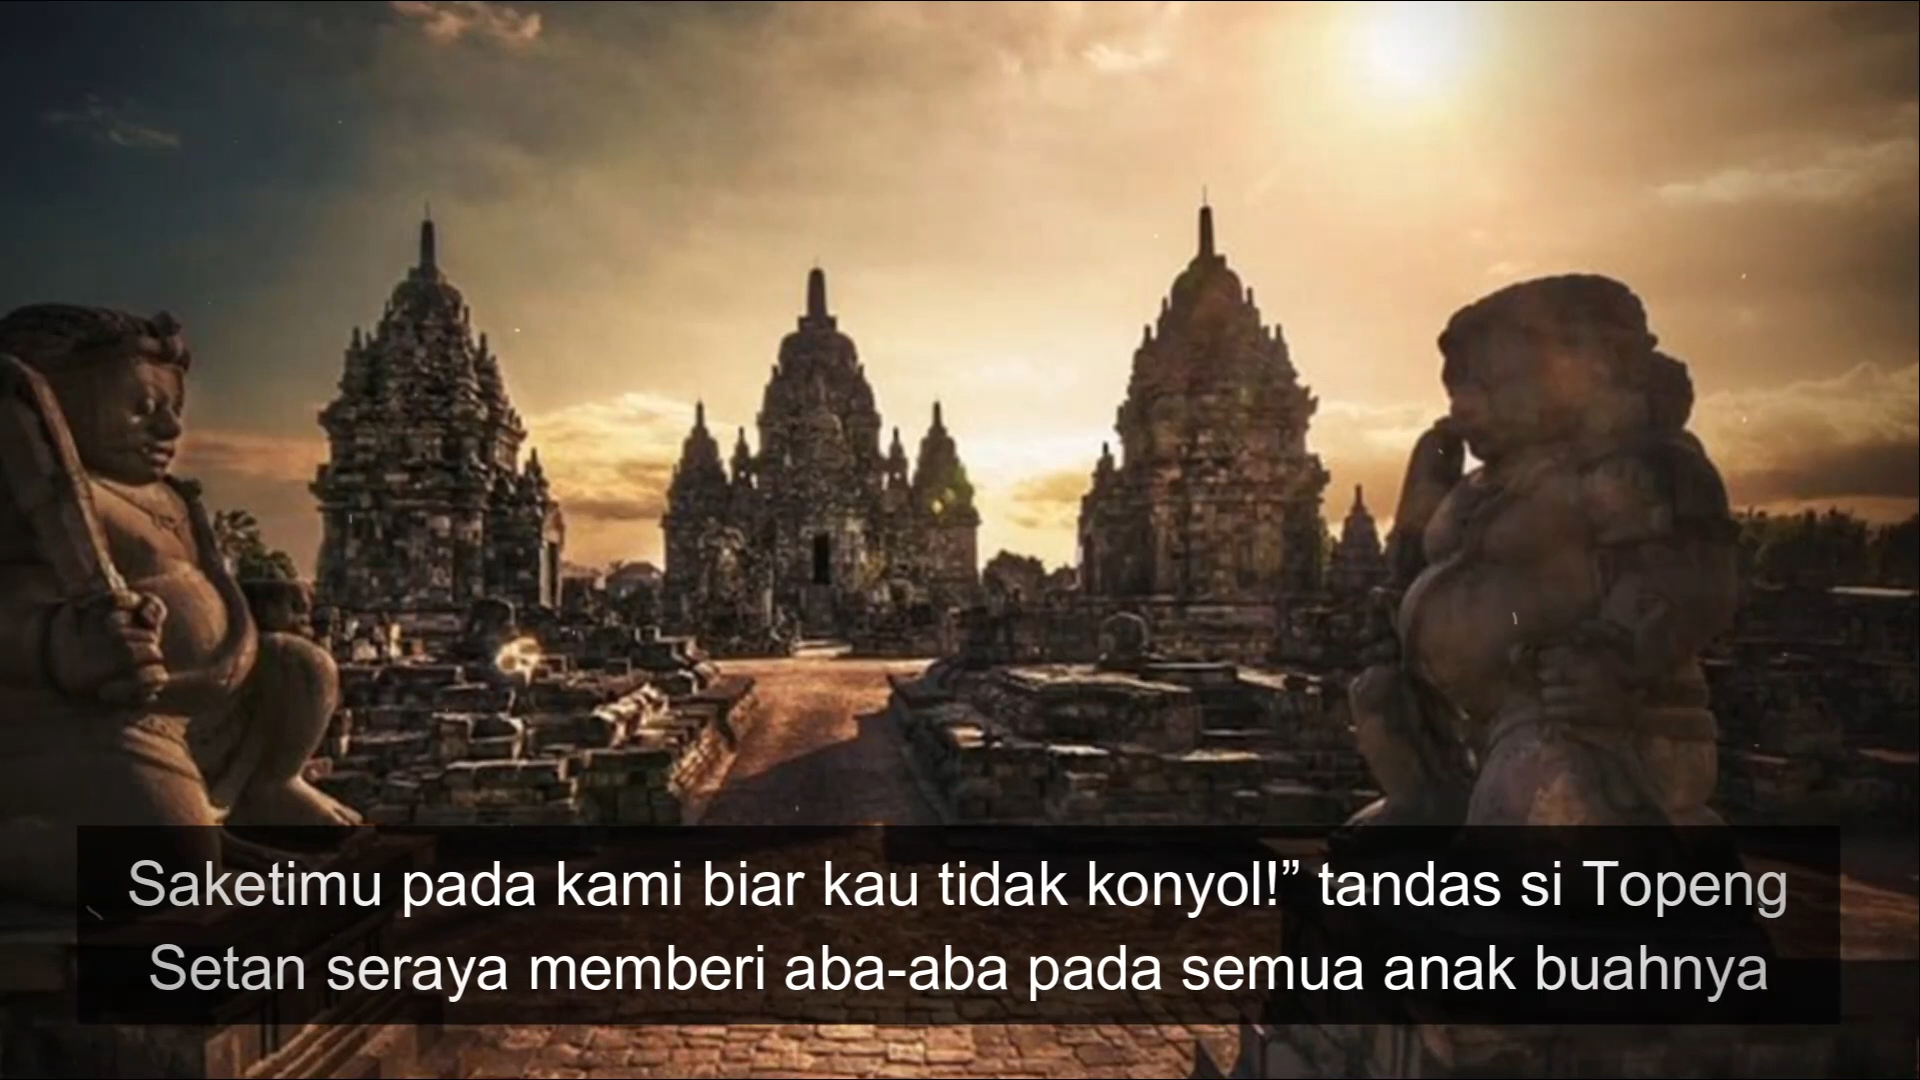 Saketimu pada kami biar kau tidak konyol!” tandas si Topeng
Setan seraya memberi aba-aba pada semua anak buahnya